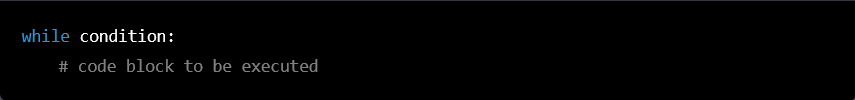 while condition:
    # code block to be executed